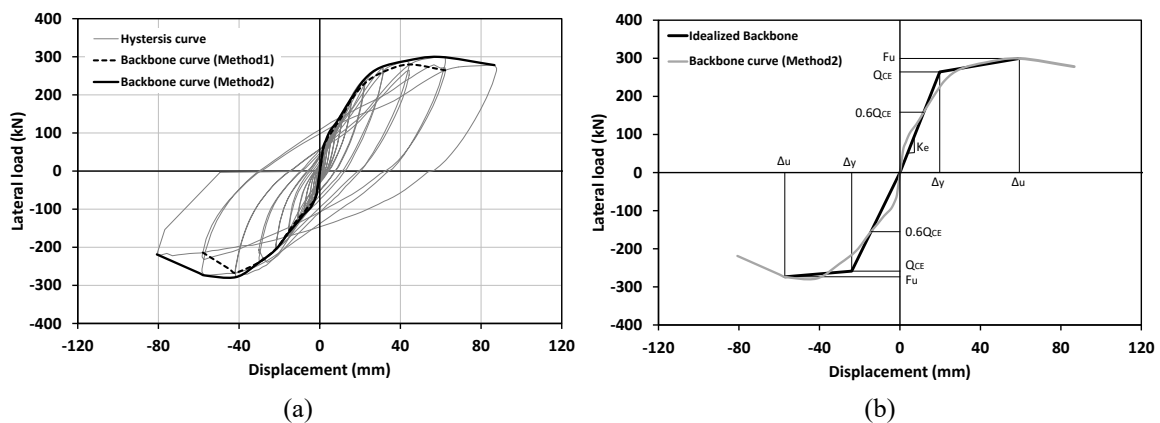 400
300
200
100
0
-100
-200
-300
-400
Lateral load (kN)
Hystersis curve
Backbone curve (Method1)
Backbone curve (Method2)
-120 -80 -40 0 40 80 120
Displacement (mm)
(a)
400
300
200
100
0
-100
-200
-300
-400
Lateral load (kN)
Idealized Backbone
Backbone curve (Method2)
Fu
QCE
0.6QCE
Ke
Δu Δy
Δy Δu
0.6QCE
QCE
Fu
-120 -80 -40 0 40 80 120
Displacement (mm)
(b)